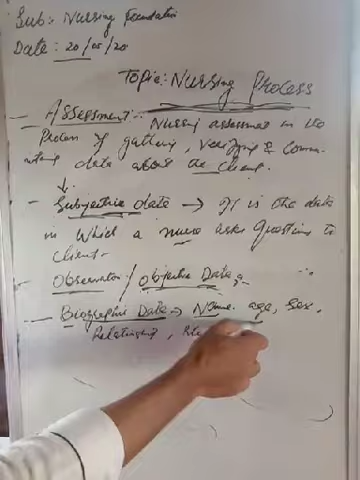 Sub: Nursing Foundation
Date: 20/05/20
Topic: Nursing Process
— Assessment:- Nursing assessment is the
Process of gathering, Verifying & Commu-
nicating data about the Client.
- Subjective data → It is the data
in which a nurse asks Questions to
Client-
- Observation / Objective Data :-
— Biographic Data → Name. age, Sex,
Relationship,